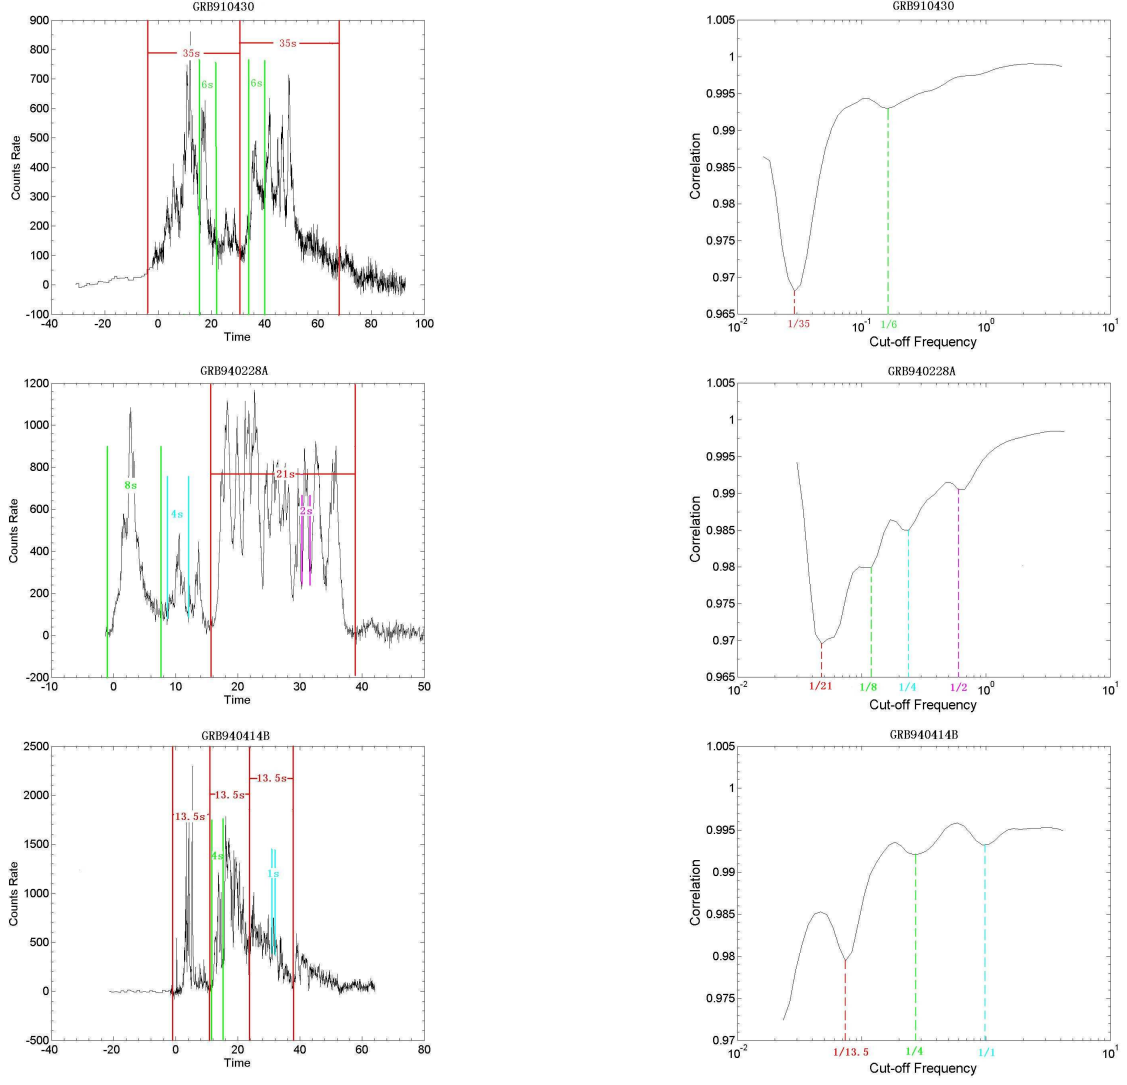 GRB910430
900
800
700
600
500
400
300
200
100
0
-100
Counts Rate
35s
35s
6s
6s
-40 -20 0 20 40 60 80 100
Time
GRB910430
1.005
1
0.995
0.99
0.985
0.98
0.975
0.97
0.965
Correlation
1/35
1/6
10^-2 10^-1 10^0 10^1
Cut-off Frequency
GRB940228A
1200
1000
800
600
400
200
0
-200
Counts Rate
8s
4s
21s
2s
-10 0 10 20 30 40 50
Time
GRB940228A
1.005
1
0.995
0.99
0.985
0.98
0.975
0.97
0.965
Correlation
1/21
1/8
1/4
1/2
10^-2 10^-1 10^0 10^1
Cut-off Frequency
GRB940414B
2500
2000
1500
1000
500
0
-500
Counts Rate
13.5s
13.5s
13.5s
4s
1s
-40 -20 0 20 40 60 80
Time
GRB940414B
1.005
1
0.995
0.99
0.985
0.98
0.975
0.97
Correlation
1/13.5
1/4
1/1
10^-2 10^-1 10^0 10^1
Cut-off Frequency